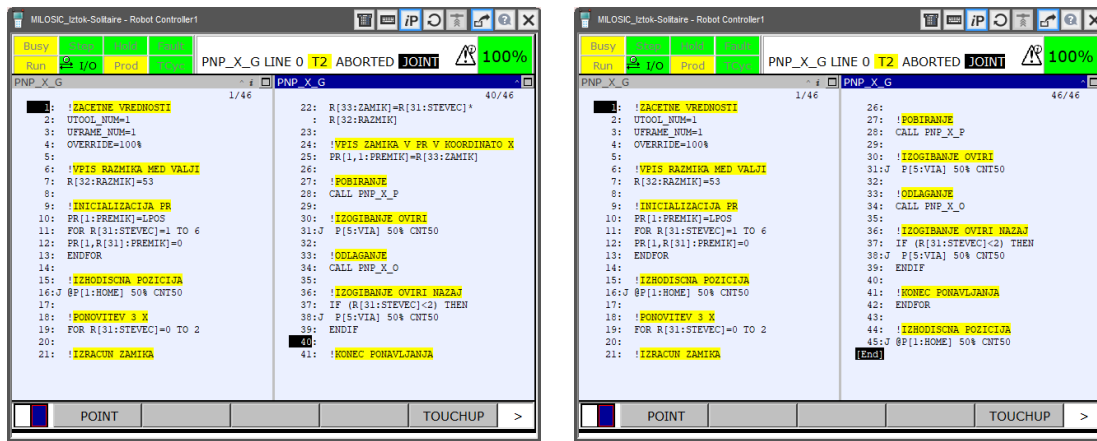 MILOSIC_Iztok-Solitaire - Robot Controller1
iP
Busy Step Hold Fault
Run I/O Prod TCyc
PNP_X_G LINE 0 T2 ABORTED JOINT
100%
PNP_X_G
1/46
1: !ZACETNE VREDNOSTI
2: UTOOL_NUM=1
3: UFRAME_NUM=1
4: OVERRIDE=100%
5:
6: !VPIS RAZMIKA MED VALJI
7: R[32:RAZMIK]=53
8:
9: !INICIALIZACIJA PR
10: PR[1:PREMIK]=LPOS
11: FOR R[31:STEVEC]=1 TO 6
12: PR[1,R[31]:PREMIK]=0
13: ENDFOR
14:
15: !IZHODISCNA POZICIJA
16:J @P[1:HOME] 50% CNT50
17:
18: !PONOVITEV 3 X
19: FOR R[31:STEVEC]=0 TO 2
20:
21: !IZRACUN ZAMIKA
PNP_X_G
40/46
22: R[33:ZAMIK]=R[31:STEVEC]*
: R[32:RAZMIK]
23:
24: !VPIS ZAMIKA V PR V KOORDINATO X
25: PR[1,1:PREMIK]=R[33:ZAMIK]
26:
27: !POBIRANJE
28: CALL PNP_X_P
29:
30: !IZOGIBANJE OVIRI
31:J P[5:VIA] 50% CNT50
32:
33: !ODLAGANJE
34: CALL PNP_X_O
35:
36: !IZOGIBANJE OVIRI NAZAJ
37: IF (R[31:STEVEC]<2) THEN
38:J P[5:VIA] 50% CNT50
39: ENDIF
40:
41: !KONEC PONAVLJANJA
POINT
TOUCHUP
>
MILOSIC_Iztok-Solitaire - Robot Controller1
iP
Busy Step Hold Fault
Run I/O Prod TCyc
PNP_X_G LINE 0 T2 ABORTED JOINT
100%
PNP_X_G
1/46
1: !ZACETNE VREDNOSTI
2: UTOOL_NUM=1
3: UFRAME_NUM=1
4: OVERRIDE=100%
5:
6: !VPIS RAZMIKA MED VALJI
7: R[32:RAZMIK]=53
8:
9: !INICIALIZACIJA PR
10: PR[1:PREMIK]=LPOS
11: FOR R[31:STEVEC]=1 TO 6
12: PR[1,R[31]:PREMIK]=0
13: ENDFOR
14:
15: !IZHODISCNA POZICIJA
16:J @P[1:HOME] 50% CNT50
17:
18: !PONOVITEV 3 X
19: FOR R[31:STEVEC]=0 TO 2
20:
21: !IZRACUN ZAMIKA
PNP_X_G
46/46
26:
27: !POBIRANJE
28: CALL PNP_X_P
29:
30: !IZOGIBANJE OVIRI
31:J P[5:VIA] 50% CNT50
32:
33: !ODLAGANJE
34: CALL PNP_X_O
35:
36: !IZOGIBANJE OVIRI NAZAJ
37: IF (R[31:STEVEC]<2) THEN
38:J P[5:VIA] 50% CNT50
39: ENDIF
40:
41: !KONEC PONAVLJANJA
42: ENDFOR
43:
44: !IZHODISCNA POZICIJA
45:J @P[1:HOME] 50% CNT50
[End]
POINT
TOUCHUP
>